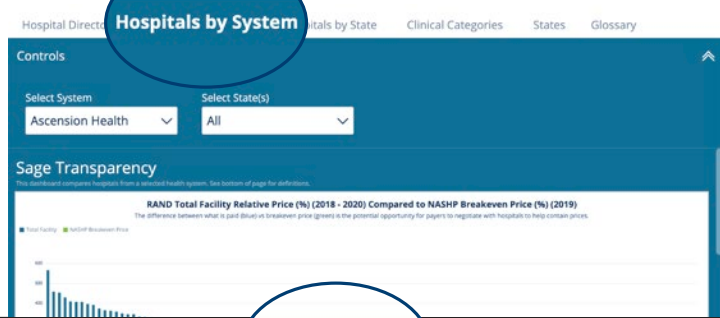 Hospital Directo Hospitals by System itals by State Clinical Categories States Glossary
Controls
Select System Select State(s)
Ascension Health All
Sage Transparency
This dashboard compares hospitals from a selected health system. See bottom of page for definitions.
RAND Total Facility Relative Price (%) (2018 - 2020) Compared to NASHP Breakeven Price (%) (2019)
The difference between what is paid (blue) vs breakeven price (green) is the potential opportunity for payers to negotiate with hospitals to help contain prices.
Total Facility NASHP Breakeven Price
600
500
400